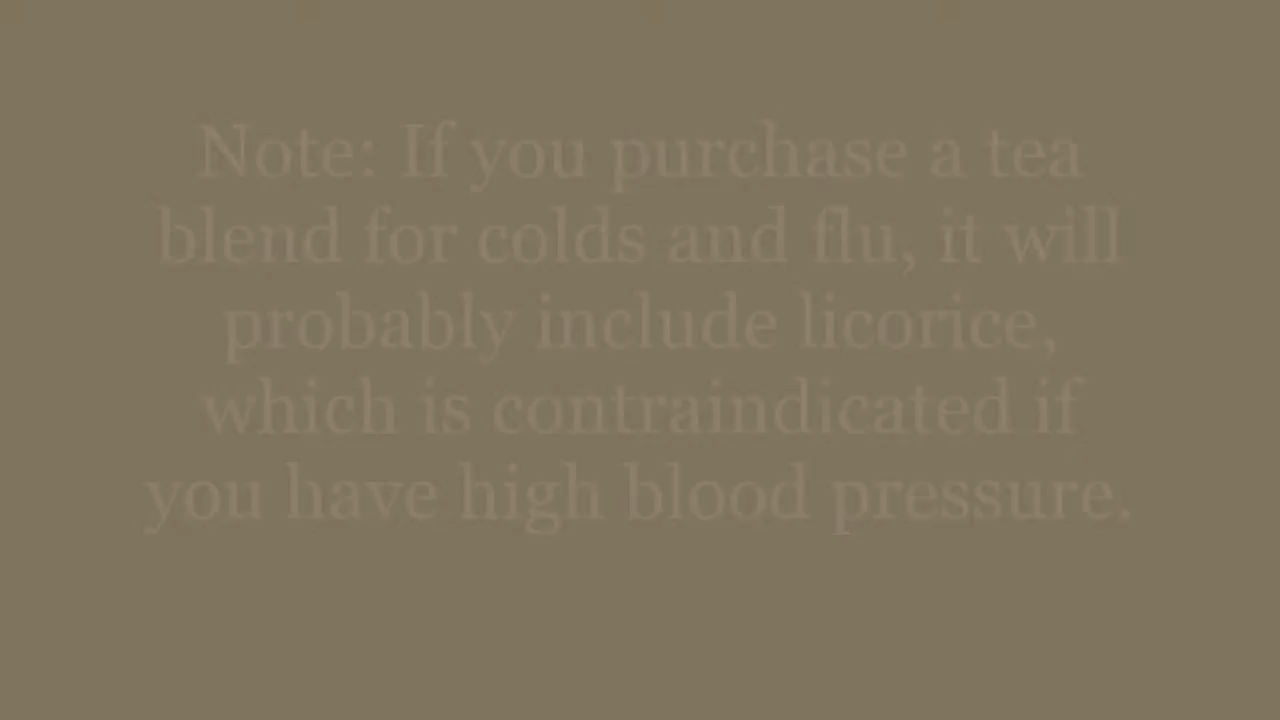 Note: If you purchase a tea
blend for colds and flu, it will
probably include licorice,
which is contraindicated if
you have high blood pressure.